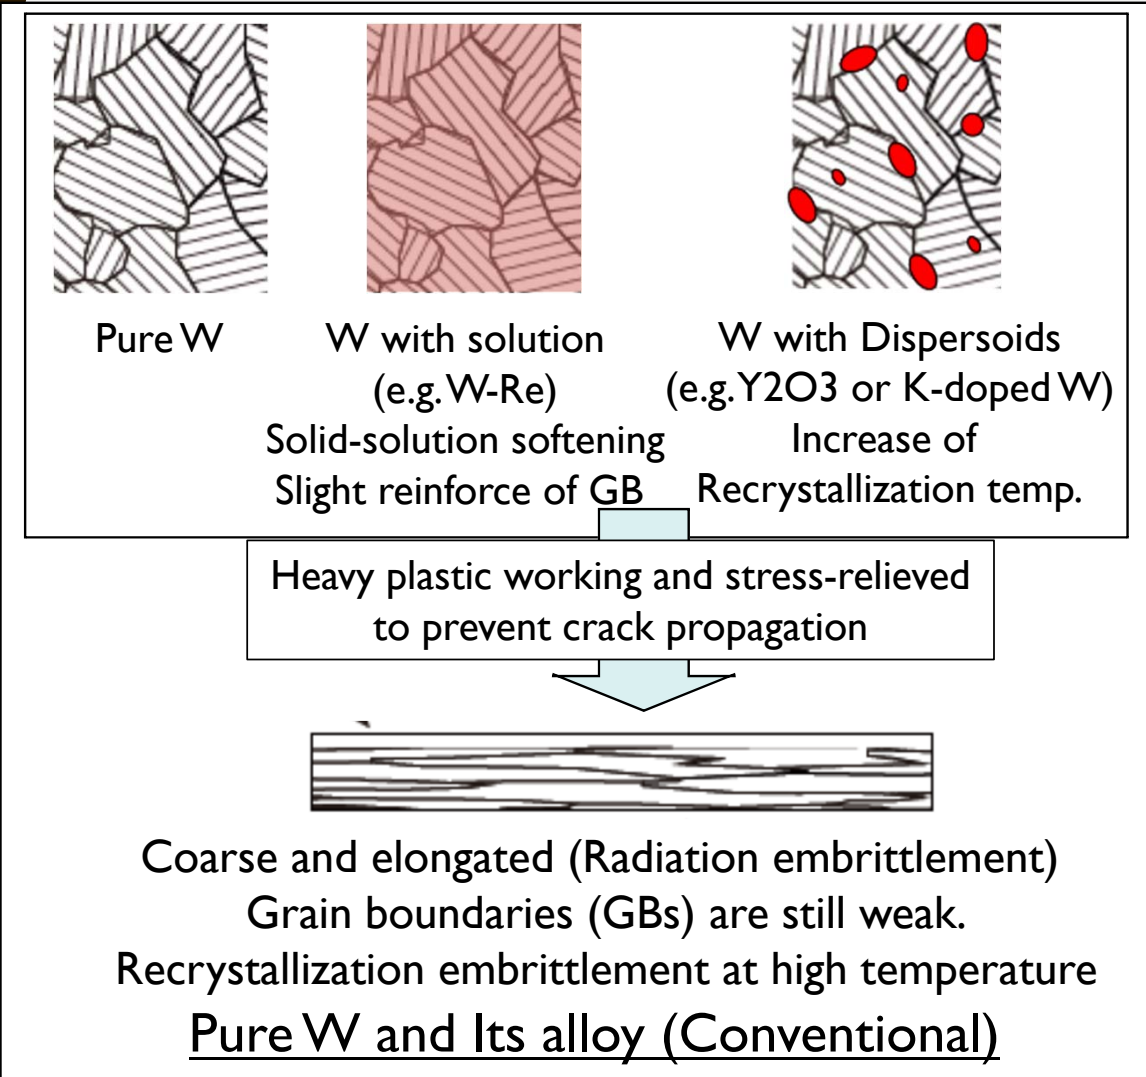 Pure W
W with solution
(e.g. W-Re)
Solid-solution softening
Slight reinforce of GB
W with Dispersoids
(e.g. Y2O3 or K-doped W)
Increase of
Recrystallization temp.
Heavy plastic working and stress-relieved
to prevent crack propagation
Coarse and elongated (Radiation embrittlement)
Grain boundaries (GBs) are still weak.
Recrystallization embrittlement at high temperature
Pure W and Its alloy (Conventional)